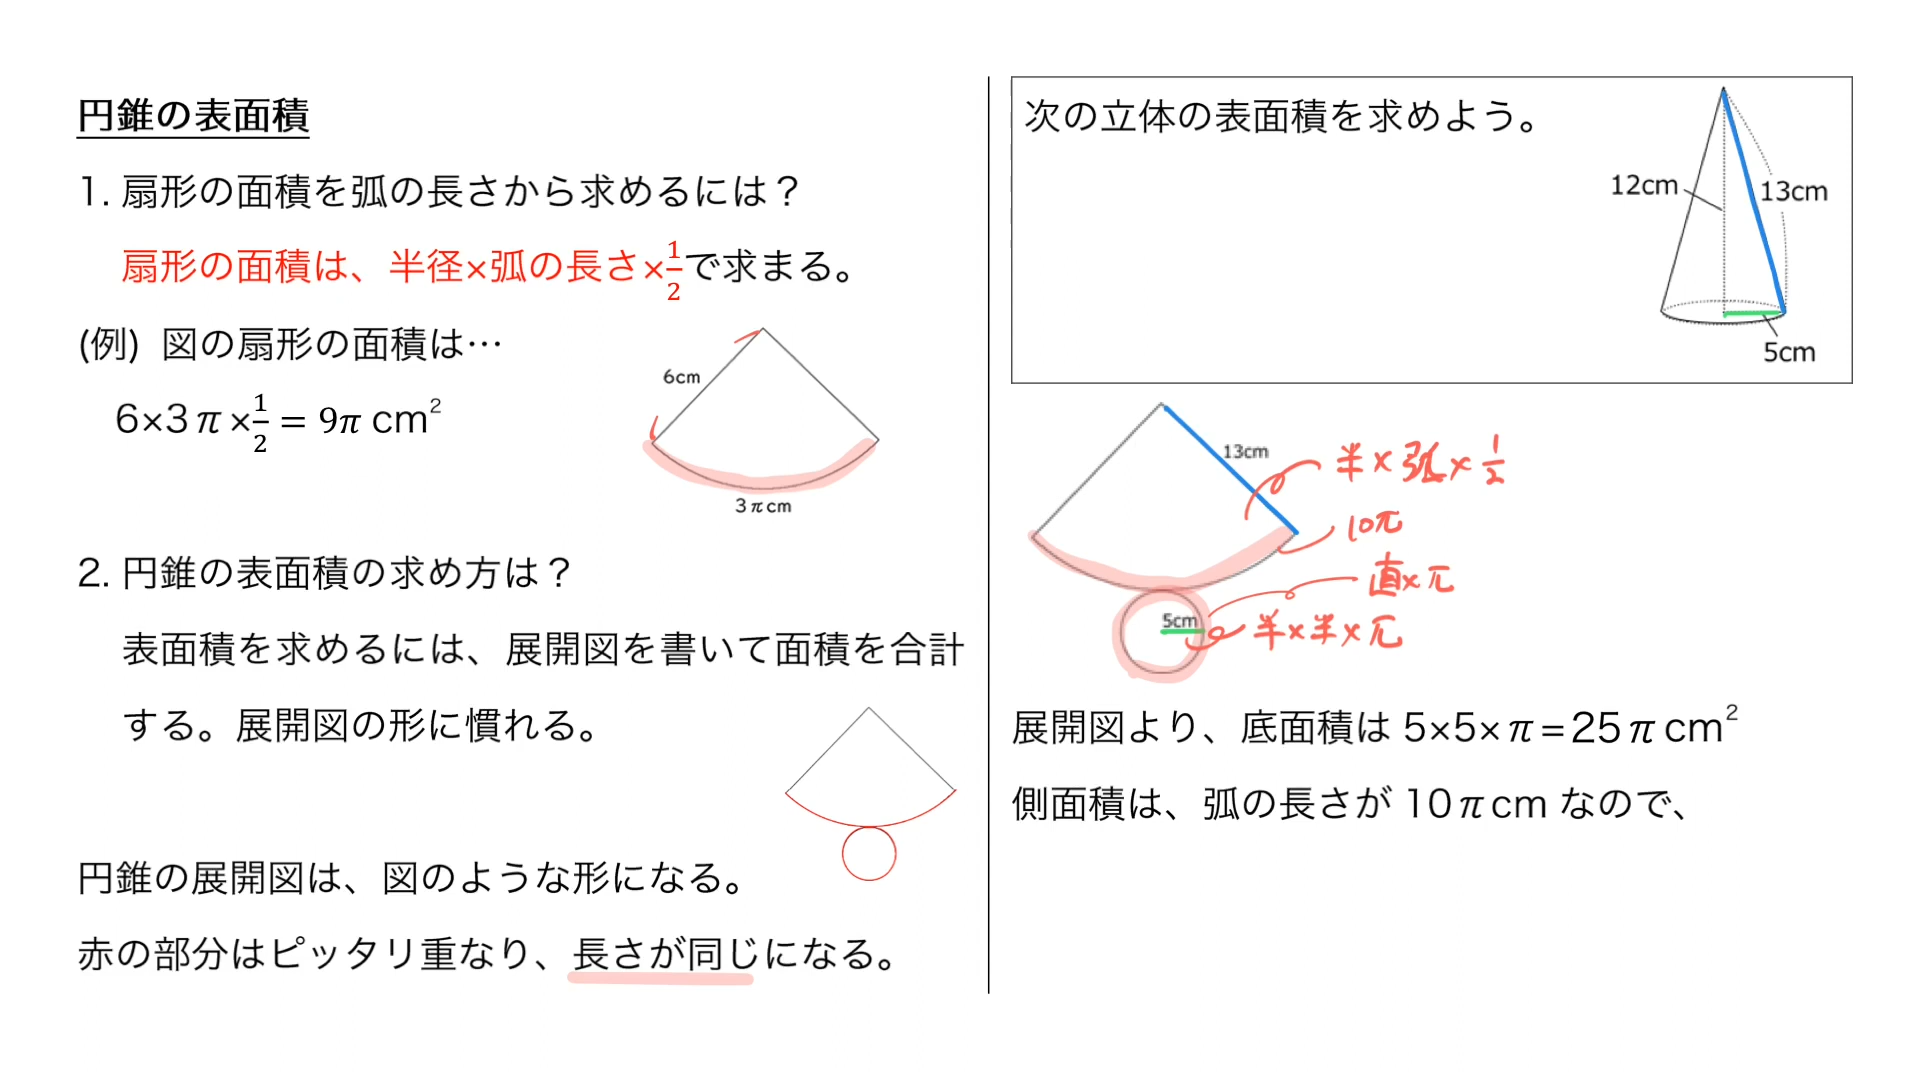 円錐の表面積
1. 扇形の面積を弧の長さから求めるには？
扇形の面積は、半径×弧の長さ×1/2で求まる。
(例) 図の扇形の面積は…
6×3π×1/2 = 9π cm²
6cm
3πcm
2. 円錐の表面積の求め方は？
表面積を求めるには、展開図を書いて面積を合計
する。展開図の形に慣れる。
円錐の展開図は、図のような形になる。
赤の部分はピッタリ重なり、長さが同じになる。
次の立体の表面積を求めよう。
12cm
13cm
5cm
13cm
半×弧×1/2
10π
直×π
5cm
半×半×π
展開図より、底面積は 5×5×π=25πcm²
側面積は、弧の長さが 10πcm なので、